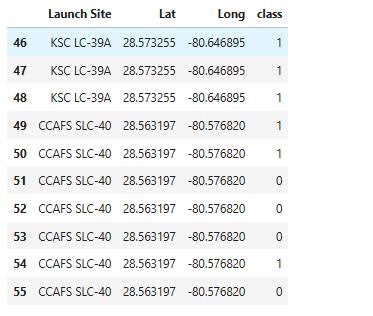 Launch Site Lat Long class
46 KSC LC-39A 28.573255 -80.646895 1
47 KSC LC-39A 28.573255 -80.646895 1
48 KSC LC-39A 28.573255 -80.646895 1
49 CCAFS SLC-40 28.563197 -80.576820 1
50 CCAFS SLC-40 28.563197 -80.576820 1
51 CCAFS SLC-40 28.563197 -80.576820 0
52 CCAFS SLC-40 28.563197 -80.576820 0
53 CCAFS SLC-40 28.563197 -80.576820 0
54 CCAFS SLC-40 28.563197 -80.576820 1
55 CCAFS SLC-40 28.563197 -80.576820 0